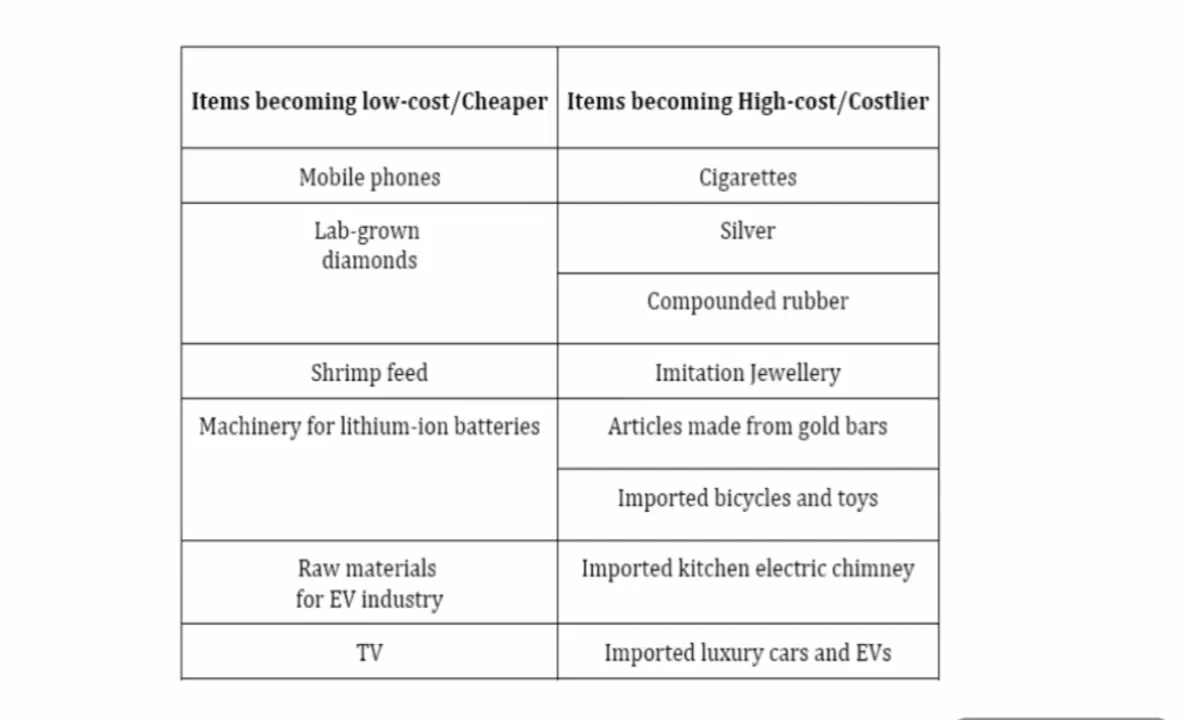 Items becoming low-cost/Cheaper
Items becoming High-cost/Costlier
Mobile phones
Cigarettes
Lab-grown
diamonds
Silver
Compounded rubber
Shrimp feed
Imitation Jewellery
Machinery for lithium-ion batteries
Articles made from gold bars
Imported bicycles and toys
Raw materials
for EV industry
Imported kitchen electric chimney
TV
Imported luxury cars and EVs